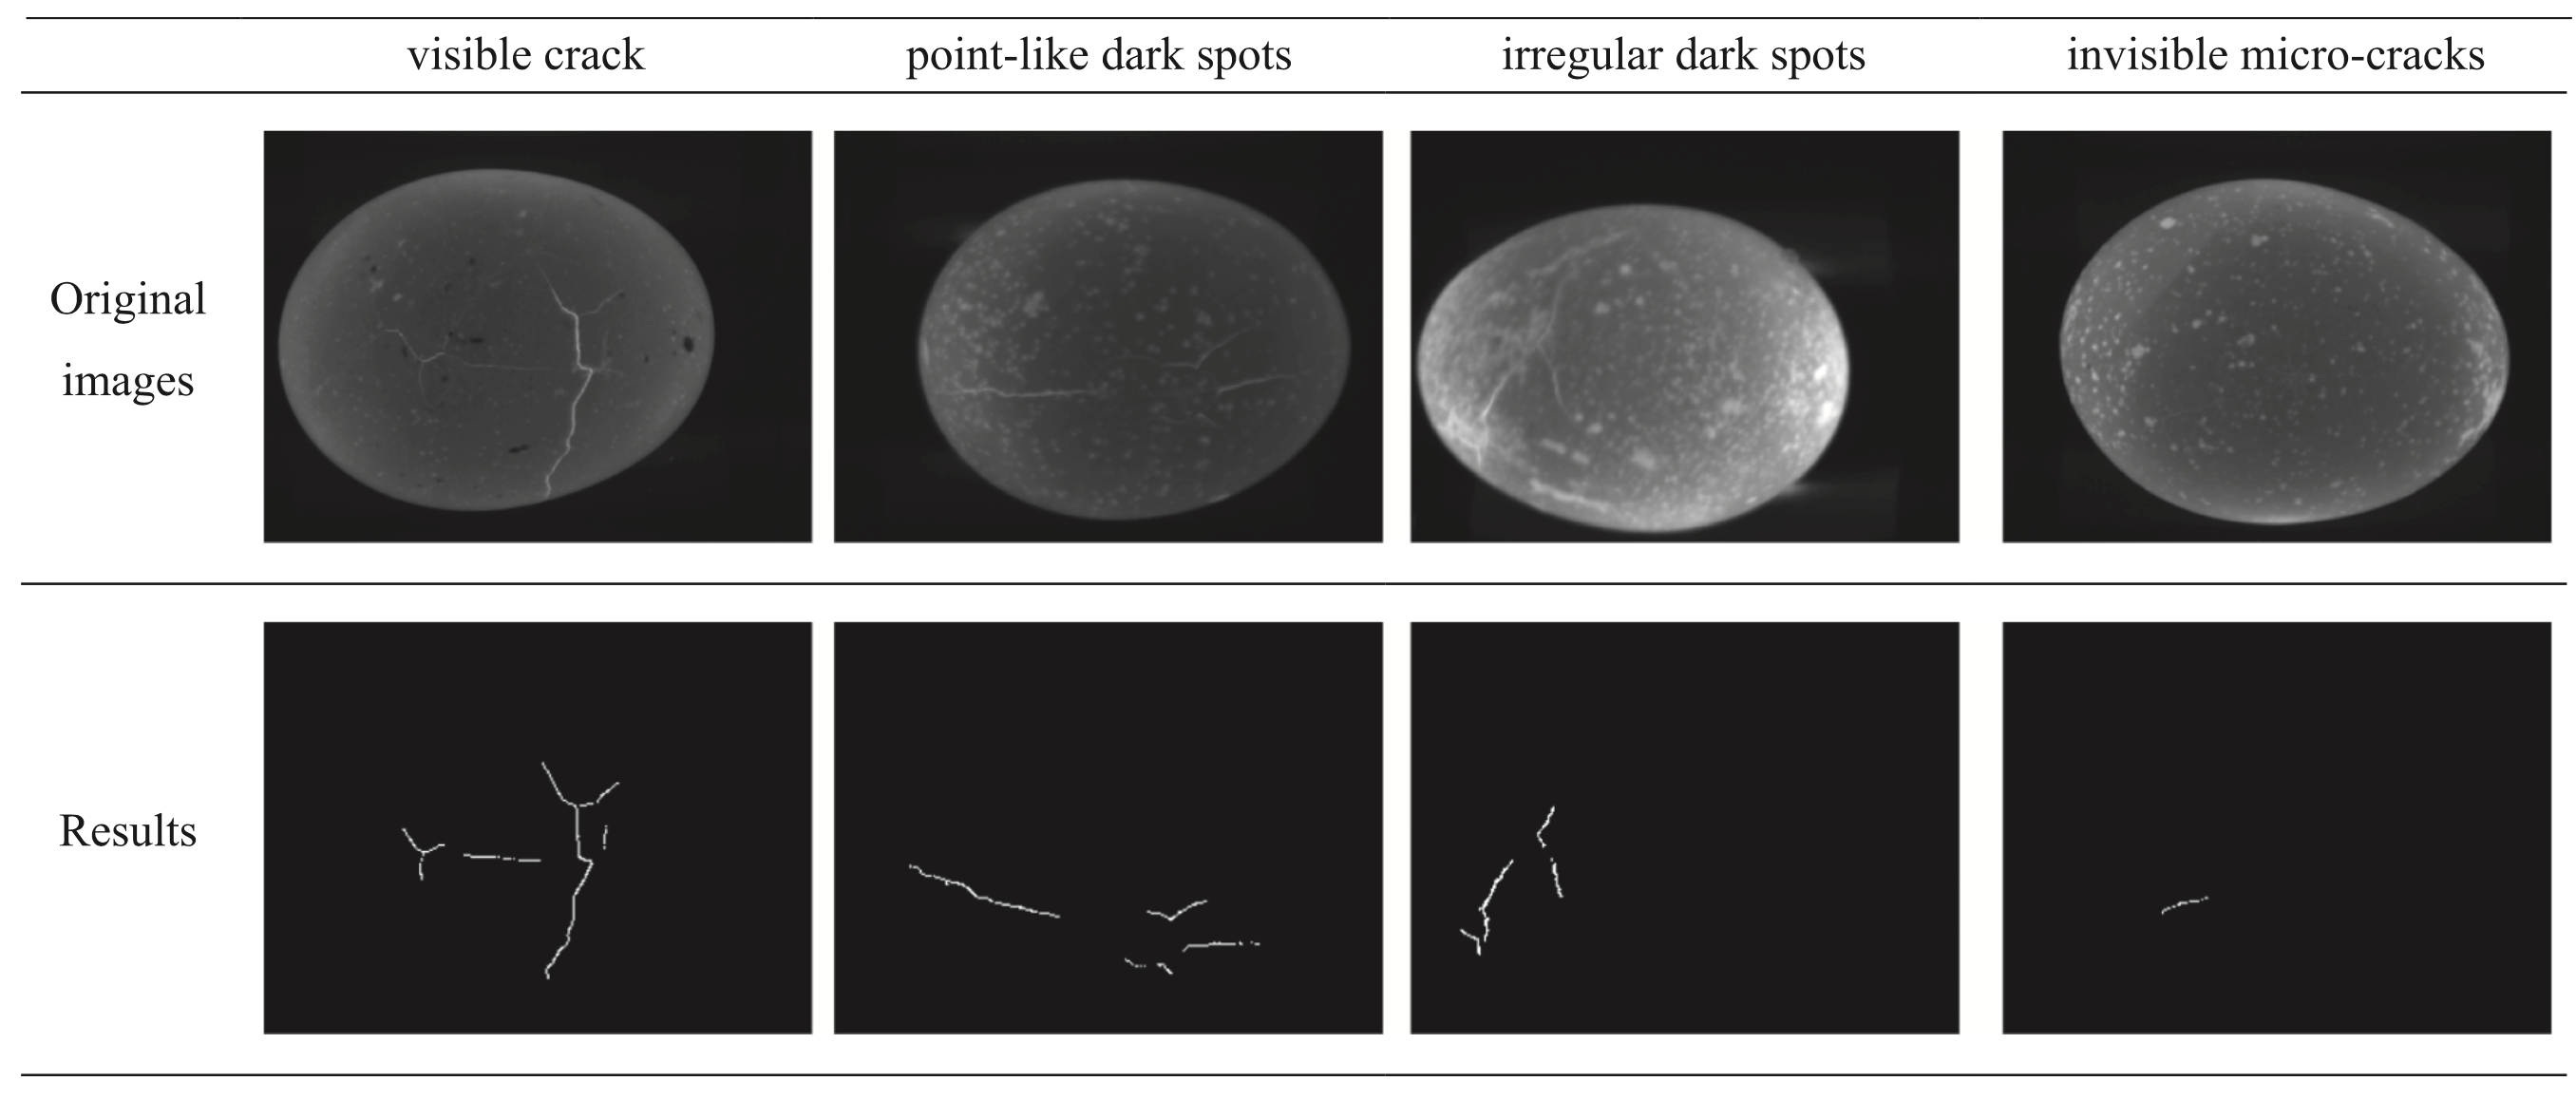 visible crack
point-like dark spots
irregular dark spots
invisible micro-cracks
Original
images
Results